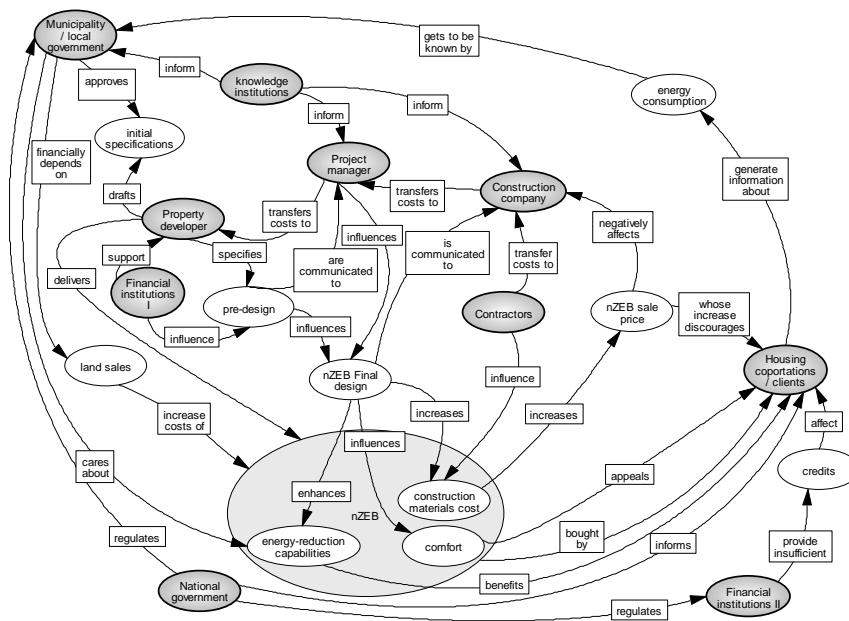 Municipality
/ local
government
gets to be
known by
inform
knowledge
institutions
approves
energy
consumption
inform
inform
initial
specifications
financially
depends
on
Project
manager
generate
information
about
drafts
transfers
costs to
Construction
company
Property
developer
transfers
costs to
negatively
affects
influences
is
communicated
to
transfer
costs to
support
specifies
are
communicated
to
delivers
Financial
institutions
I
pre-design
Contractors
nZEB sale
price
whose
increase
discourages
influence
influences
land sales
nZEB Final
design
influence
Housing
coportations
/ clients
increase
costs of
increases
increases
affect
influences
cares
about
appeals
credits
enhances
construction
materials cost
nZEB
energy-reduction
capabilities
comfort
bought
by
informs
provide
insufficient
regulates
National
government
benefits
Financial
institutions II
regulates